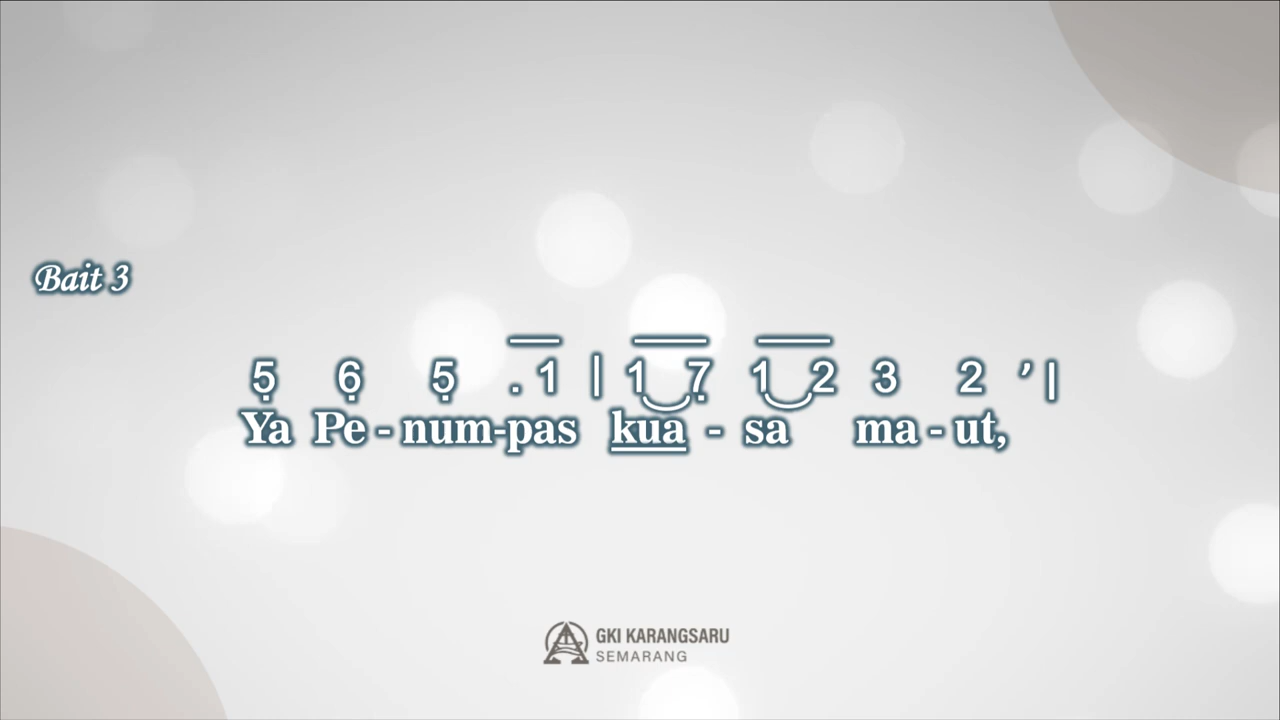 Bait 3
5̣ 6̣ 5̣ . 1 | 1 7̣ 1 2 3 2 ’ |
Ya Pe - num-pas kua - sa ma - ut,
GKI KARANGSARU
SEMARANG